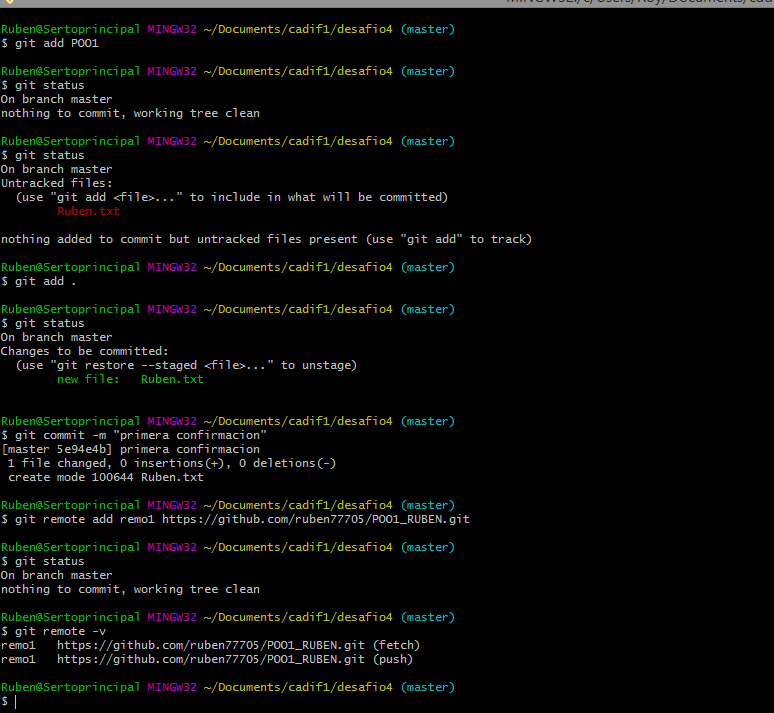 Ruben@Sertoprincipal MINGW32 ~/Documents/cadif1/desafio4 (master)
$ git add POO1
Ruben@Sertoprincipal MINGW32 ~/Documents/cadif1/desafio4 (master)
$ git status
On branch master
nothing to commit, working tree clean
Ruben@Sertoprincipal MINGW32 ~/Documents/cadif1/desafio4 (master)
$ git status
On branch master
Untracked files:
(use "git add <file>..." to include in what will be committed)
Ruben.txt
nothing added to commit but untracked files present (use "git add" to track)
Ruben@Sertoprincipal MINGW32 ~/Documents/cadif1/desafio4 (master)
$ git add .
Ruben@Sertoprincipal MINGW32 ~/Documents/cadif1/desafio4 (master)
$ git status
On branch master
Changes to be committed:
(use "git restore --staged <file>..." to unstage)
new file:   Ruben.txt
Ruben@Sertoprincipal MINGW32 ~/Documents/cadif1/desafio4 (master)
$ git commit -m "primera confirmacion"
[master 5e94e4b] primera confirmacion
1 file changed, 0 insertions(+), 0 deletions(-)
create mode 100644 Ruben.txt
Ruben@Sertoprincipal MINGW32 ~/Documents/cadif1/desafio4 (master)
$ git remote add remo1 https://github.com/ruben77705/POO1_RUBEN.git
Ruben@Sertoprincipal MINGW32 ~/Documents/cadif1/desafio4 (master)
$ git status
On branch master
nothing to commit, working tree clean
Ruben@Sertoprincipal MINGW32 ~/Documents/cadif1/desafio4 (master)
$ git remote -v
remo1   https://github.com/ruben77705/POO1_RUBEN.git (fetch)
remo1   https://github.com/ruben77705/POO1_RUBEN.git (push)
Ruben@Sertoprincipal MINGW32 ~/Documents/cadif1/desafio4 (master)
$